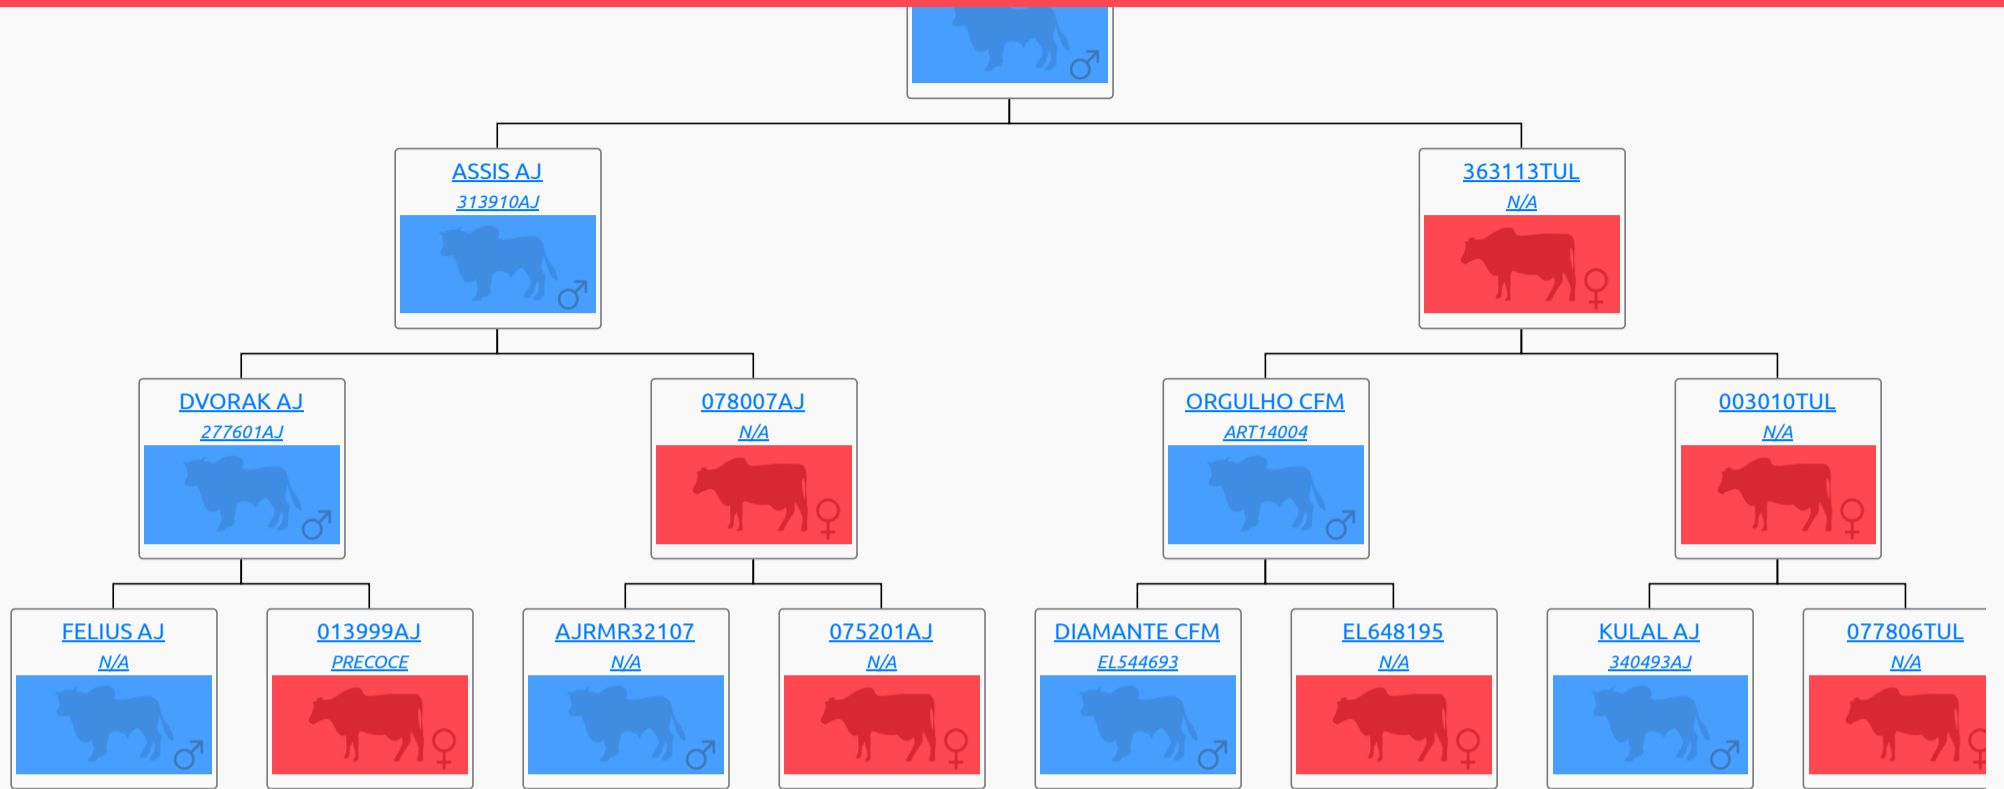 ASSIS AJ
313910AJ
363113TUL
N/A
DVORAK AJ
277601AJ
078007AJ
N/A
ORGULHO CFM
ART14004
003010TUL
N/A
FELIUS AJ
N/A
013999AJ
PRECOCE
AJRMR32107
N/A
075201AJ
N/A
DIAMANTE CFM
EL544693
EL648195
N/A
KULAL AJ
340493AJ
077806TUL
N/A